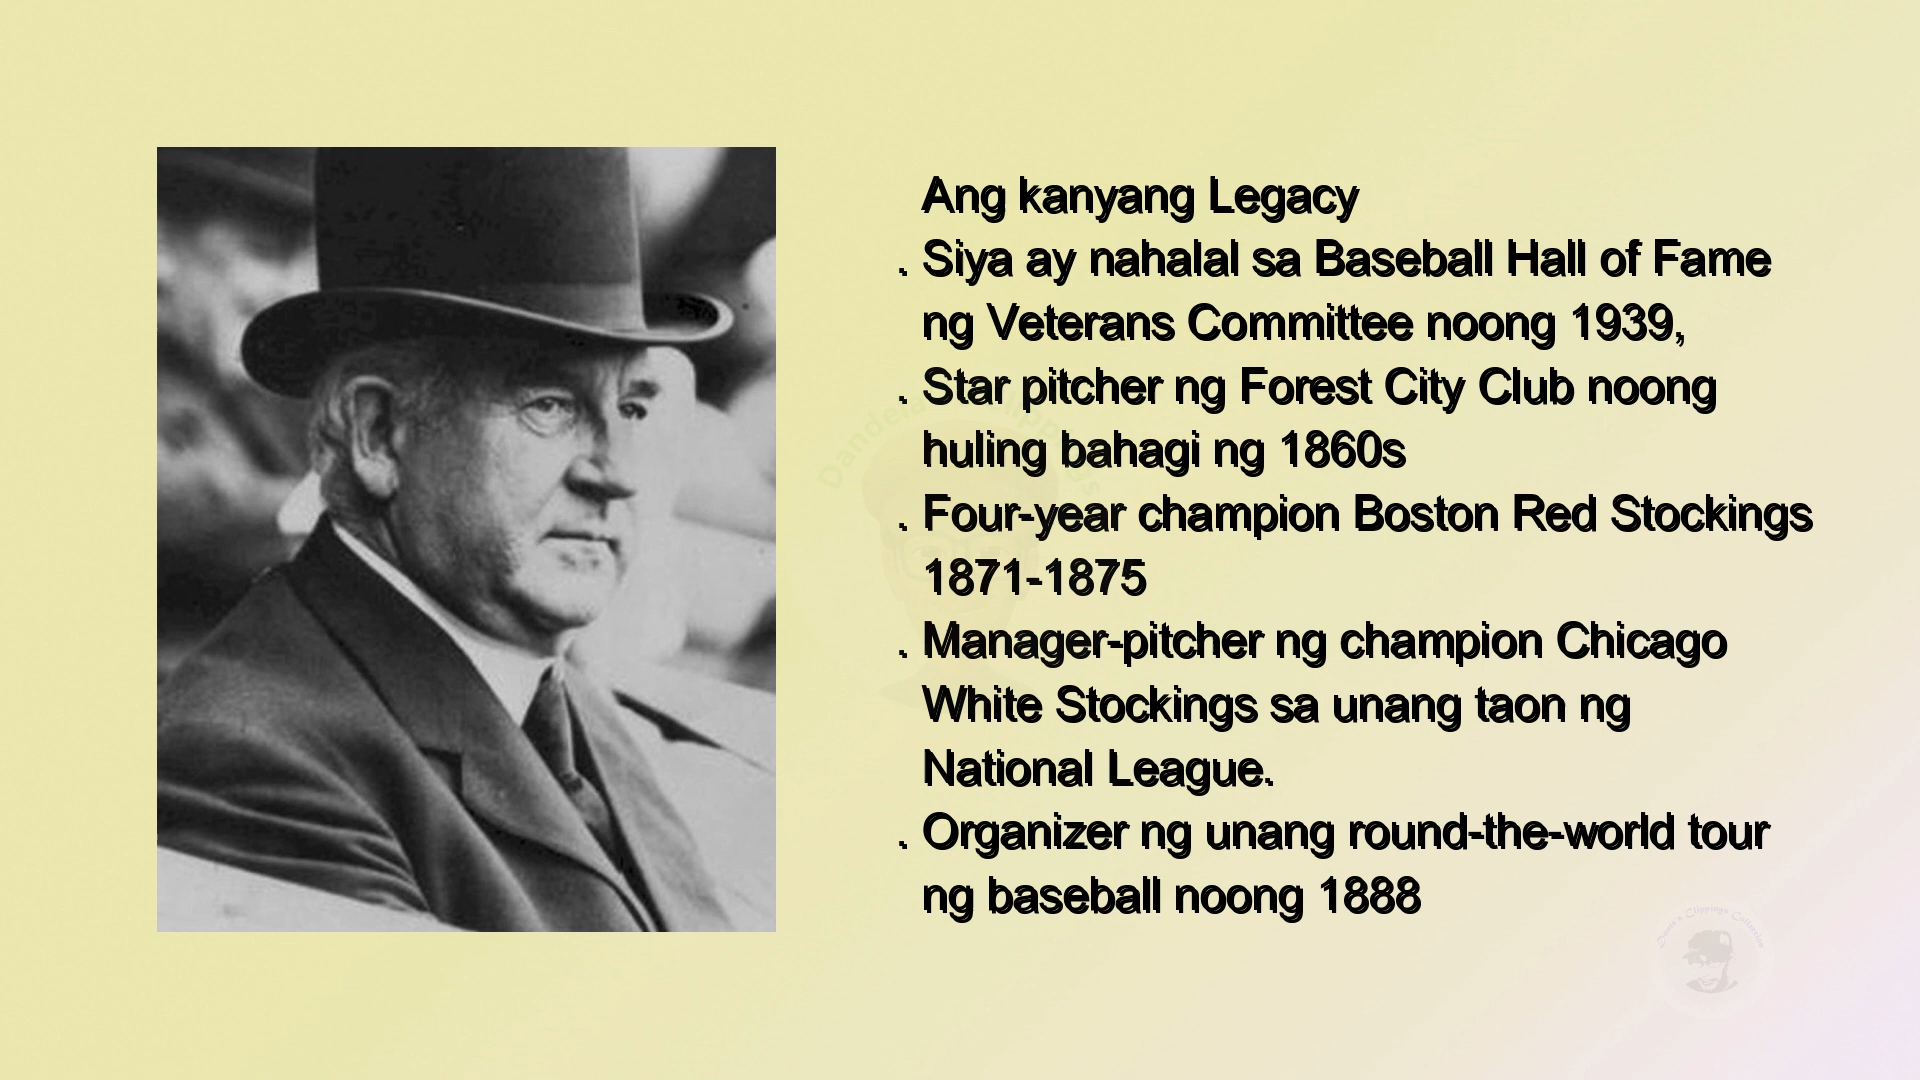 Ang kanyang Legacy
. Siya ay nahalal sa Baseball Hall of Fame
ng Veterans Committee noong 1939,
. Star pitcher ng Forest City Club noong
huling bahagi ng 1860s
. Four-year champion Boston Red Stockings
1871-1875
. Manager-pitcher ng champion Chicago
White Stockings sa unang taon ng
National League.
. Organizer ng unang round-the-world tour
ng baseball noong 1888